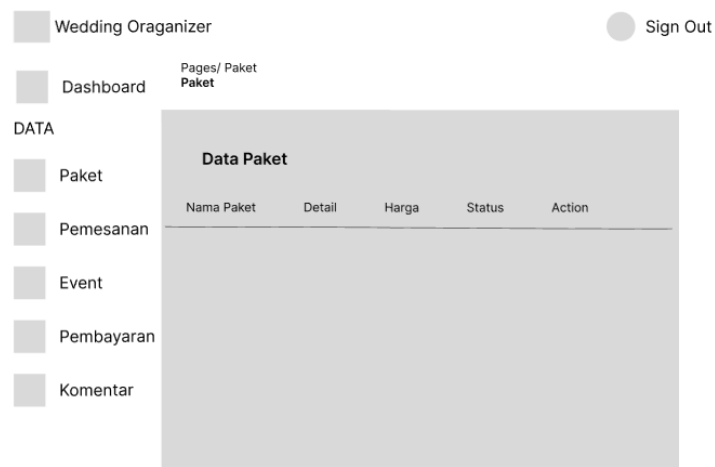 Wedding Oraganizer
Sign Out
Dashboard
Pages/ Paket
Paket
DATA
Paket
Pemesanan
Event
Pembayaran
Komentar
Data Paket
Nama Paket Detail Harga Status Action